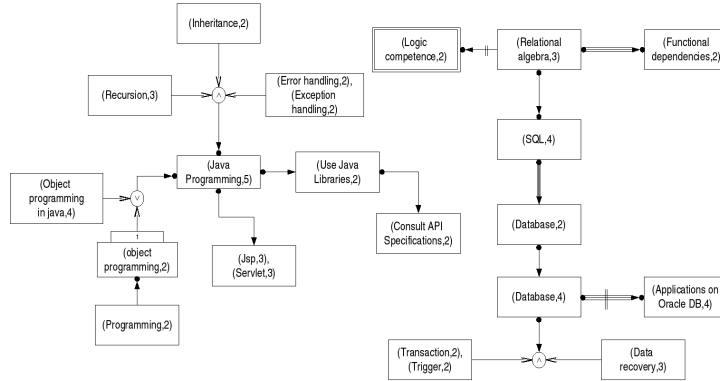 (Inheritance,2)
(Logic
competence,2)
(Relational
algebra,3)
(Functional
dependencies,2)
(Recursion,3)
^
(Error handling,2),
(Exception
handling,2)
(SQL,4)
(Java
Programming,5)
(Use Java
Libraries,2)
(Object
programming
in java,4)
v
(Consult API
Specifications,2)
(Database,2)
1
(object
programming,2)
(Jsp,3),
(Servlet,3)
(Database,4)
(Applications on
Oracle DB,4)
(Programming,2)
(Transaction,2),
(Trigger,2)
^
(Data
recovery,3)